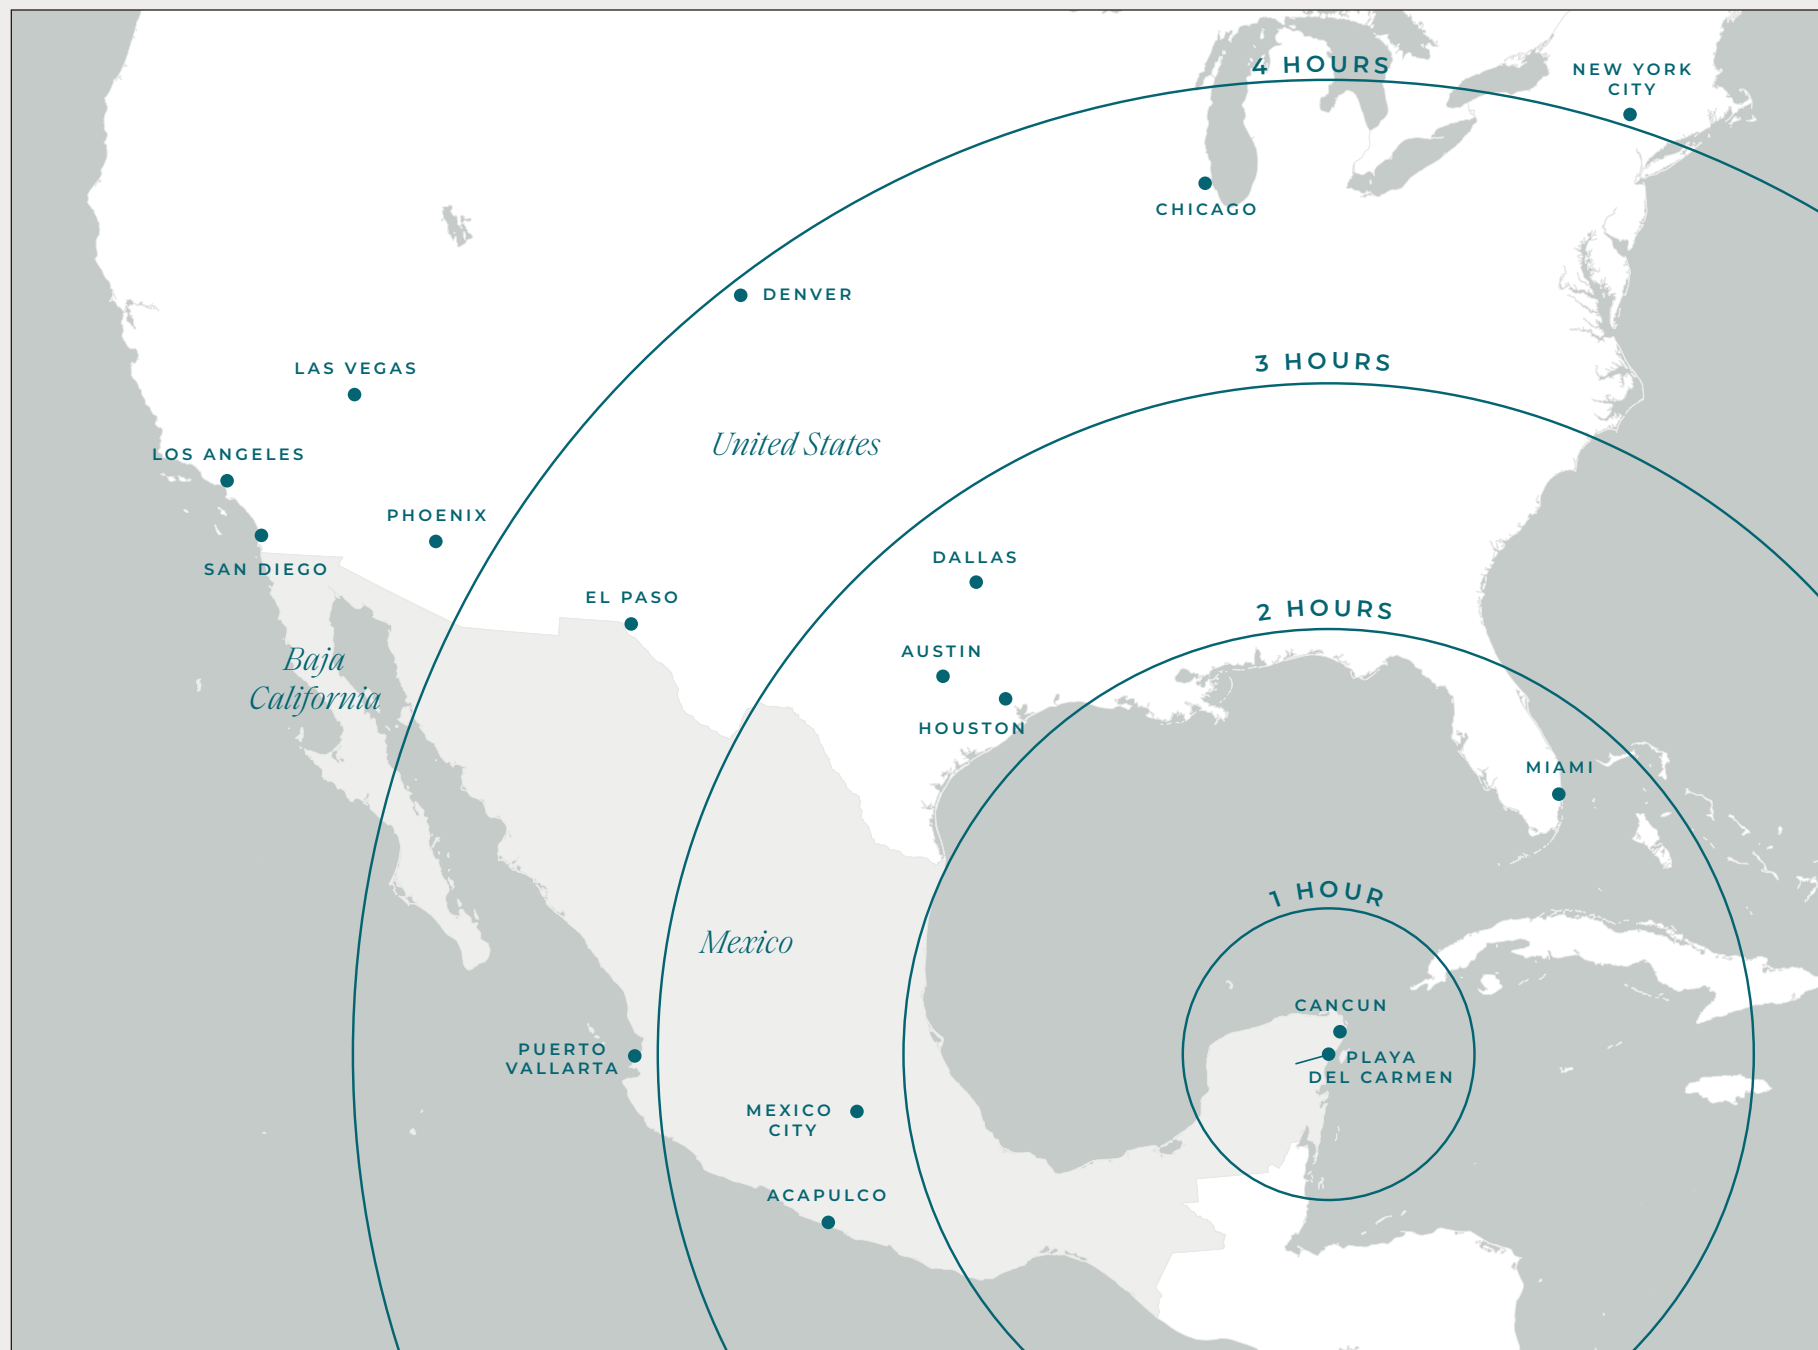 4 HOURS
NEW YORK
CITY
CHICAGO
DENVER
LAS VEGAS
3 HOURS
United States
LOS ANGELES
PHOENIX
DALLAS
SAN DIEGO
EL PASO
2 HOURS
AUSTIN
Baja
California
HOUSTON
MIAMI
1 HOUR
Mexico
CANCUN
PUERTO
VALLARTA
PLAYA
DEL CARMEN
MEXICO
CITY
ACAPULCO